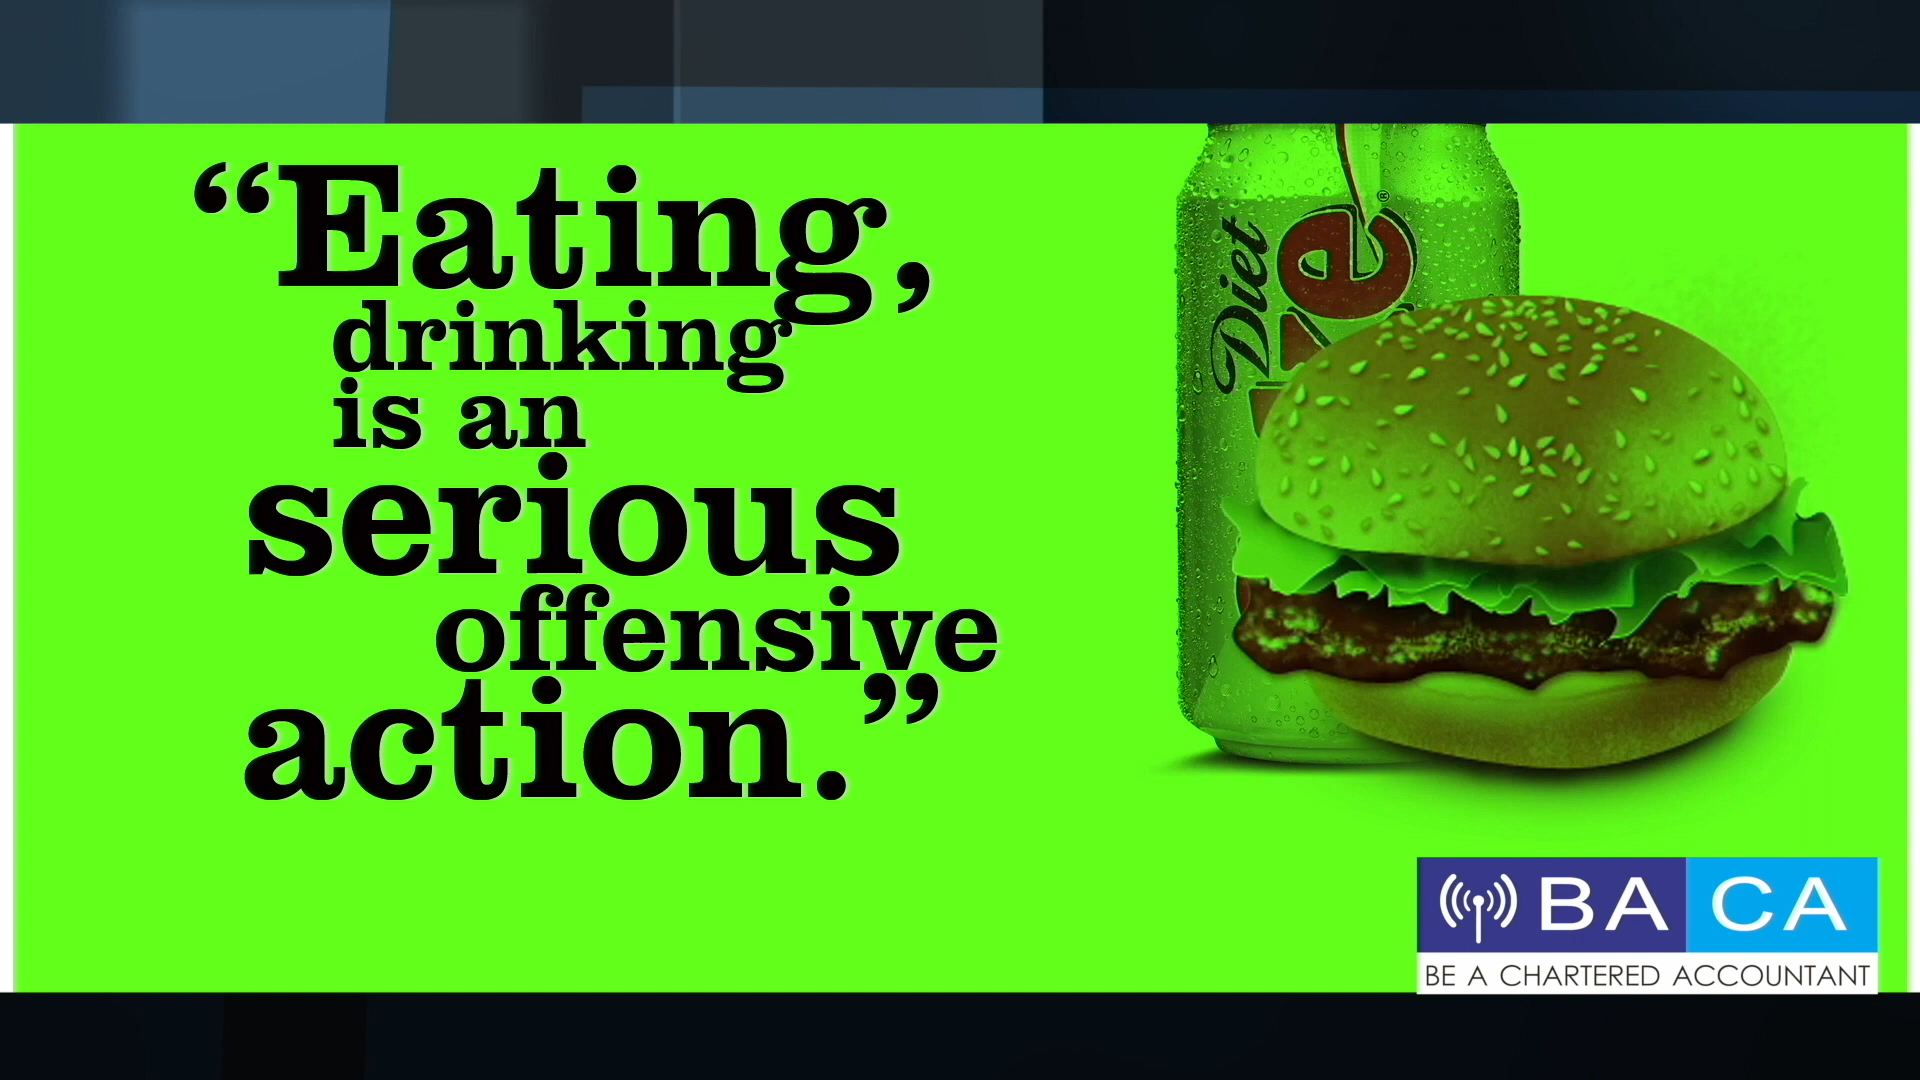 “Eating,
drinking
is an
serious
offensive
action.”
Diet
BA CA
BE A CHARTERED ACCOUNTANT